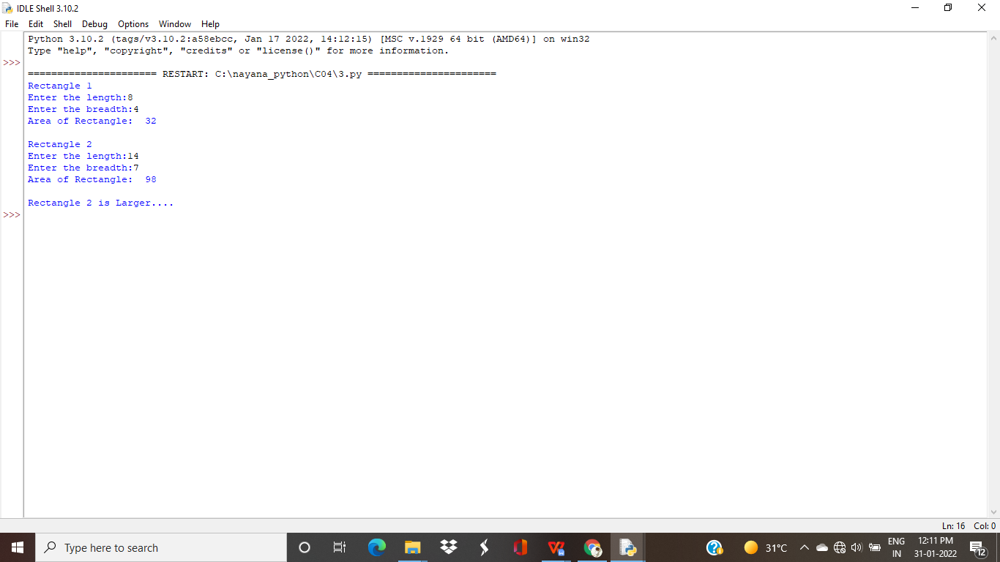 IDLE Shell 3.10.2
File Edit Shell Debug Options Window Help
Python 3.10.2 (tags/v3.10.2:a58ebcc, Jan 17 2022, 14:12:15) [MSC v.1929 64 bit (AMD64)] on win32
Type "help", "copyright", "credits" or "license()" for more information.
>>>
====================== RESTART: C:\nayana_python\C04\3.py ======================
Rectangle 1
Enter the length:8
Enter the breadth:4
Area of Rectangle:  32
Rectangle 2
Enter the length:14
Enter the breadth:7
Area of Rectangle:  98
Rectangle 2 is Larger....
>>>
Ln: 16 Col: 0
Type here to search
31°C
ENG
IN
12:11 PM
31-01-2022
12